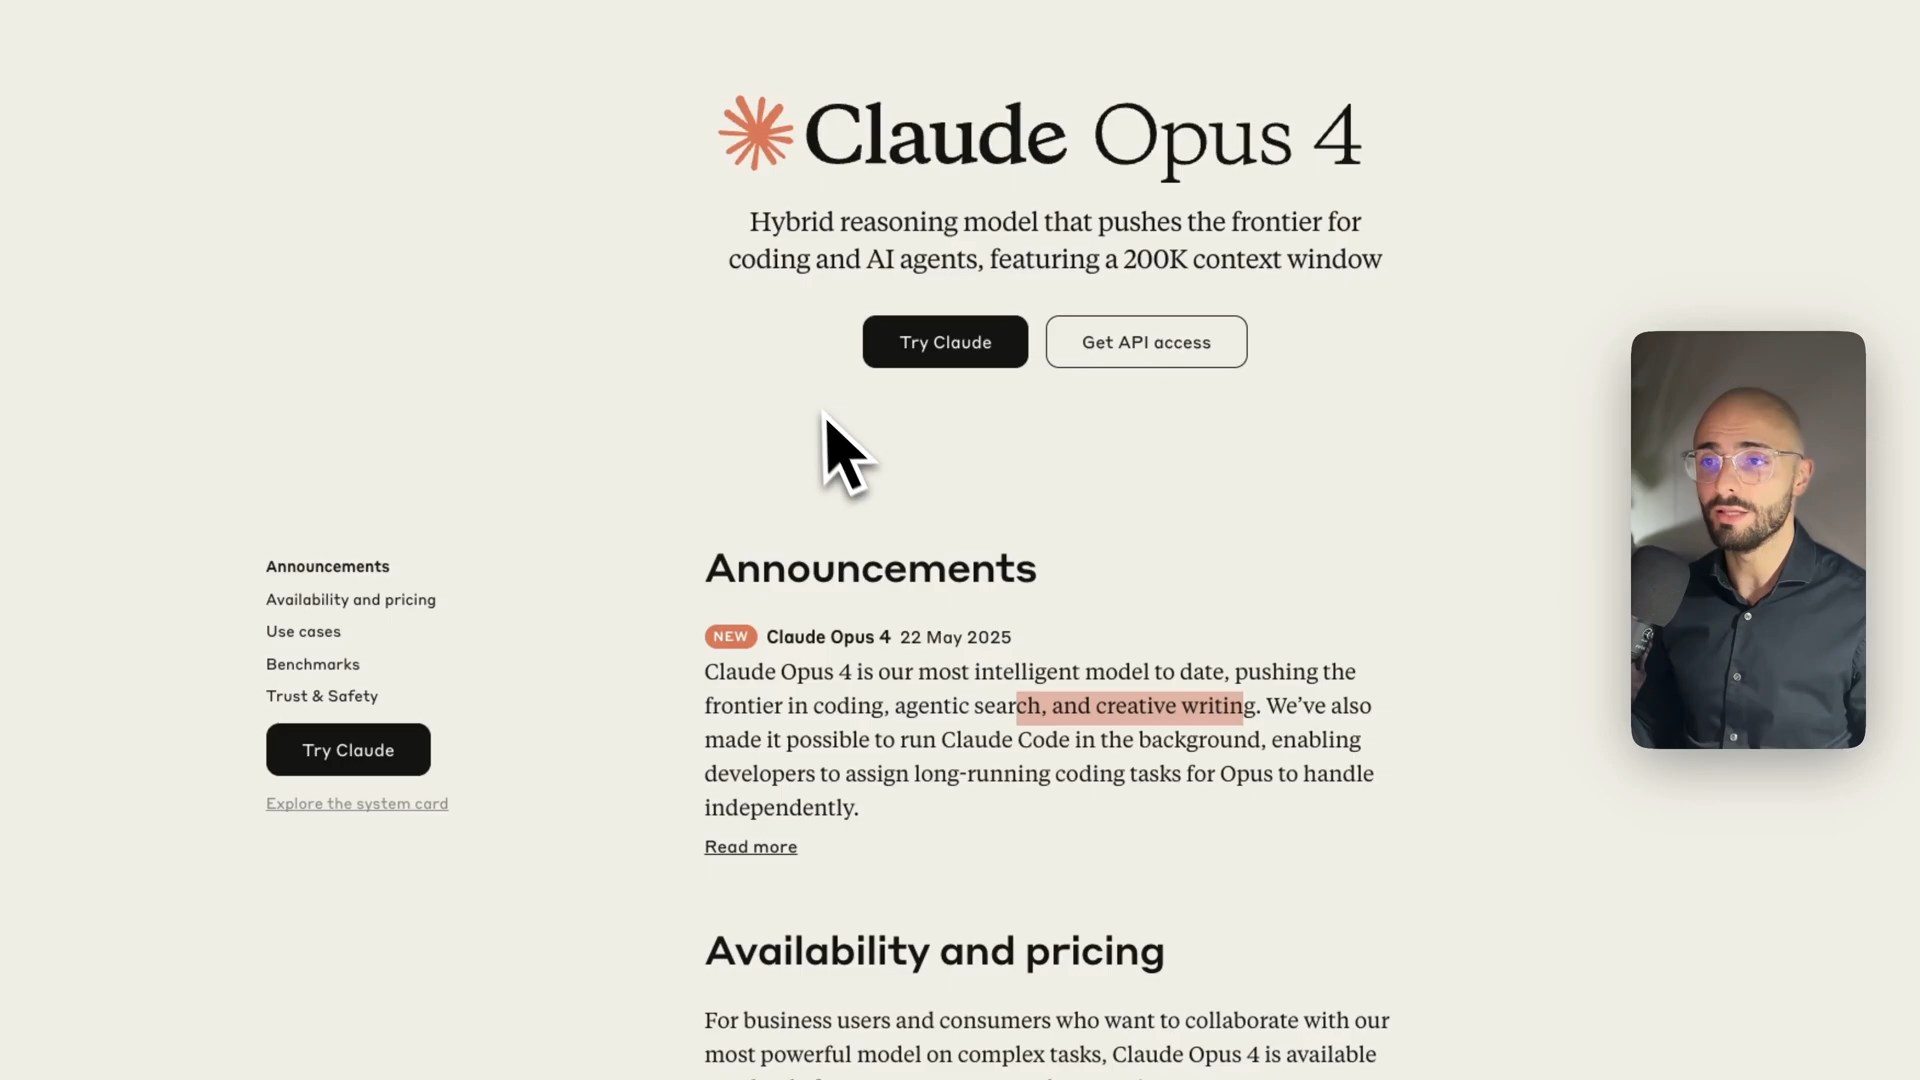 Claude Opus 4
Hybrid reasoning model that pushes the frontier for
coding and AI agents, featuring a 200K context window
Try Claude
Get API access
Announcements
Availability and pricing
Use cases
Benchmarks
Trust & Safety
Try Claude
Explore the system card
Announcements
NEW Claude Opus 4 22 May 2025
Claude Opus 4 is our most intelligent model to date, pushing the
frontier in coding, agentic search, and creative writing. We’ve also
made it possible to run Claude Code in the background, enabling
developers to assign long-running coding tasks for Opus to handle
independently.
Read more
Availability and pricing
For business users and consumers who want to collaborate with our
most powerful model on complex tasks, Claude Opus 4 is available